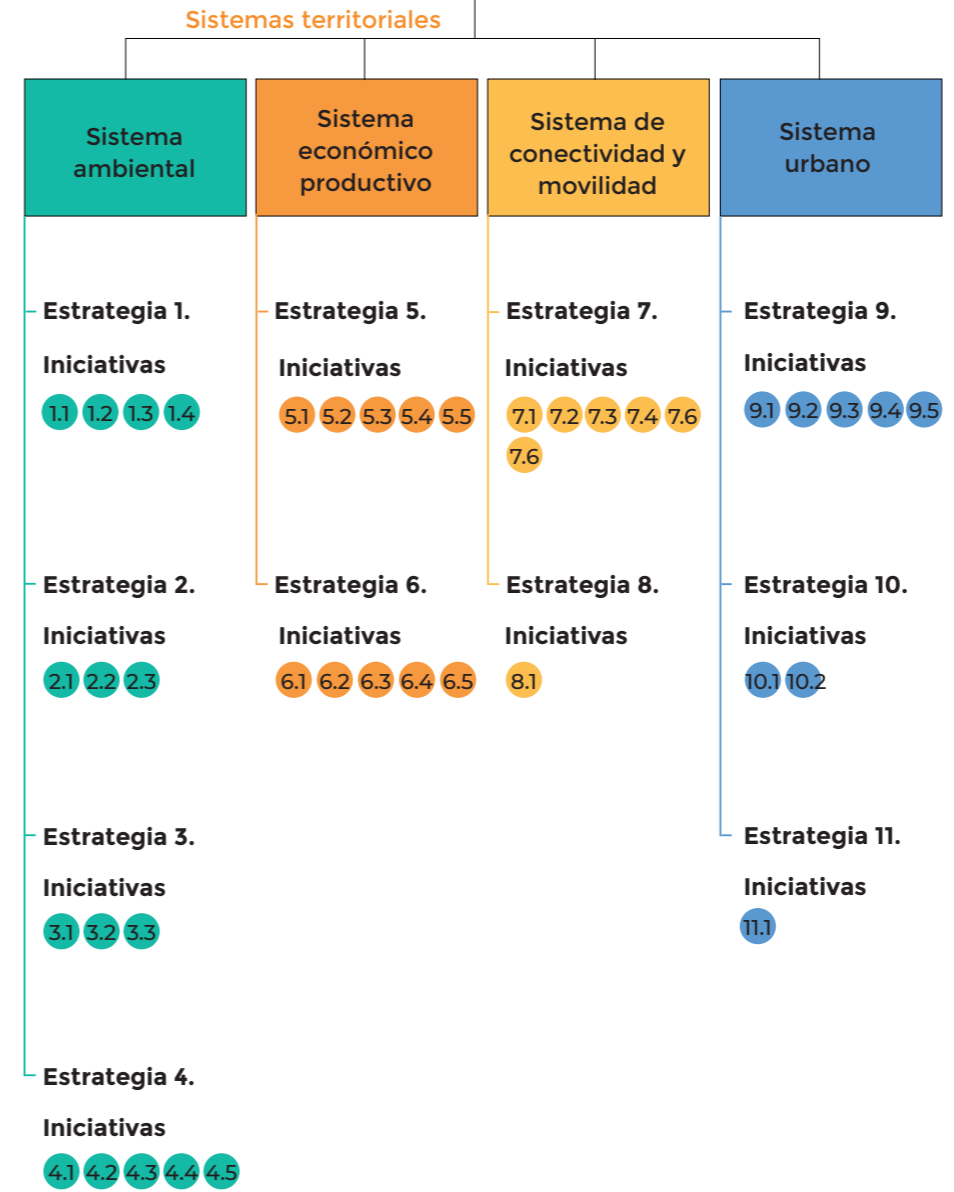 Sistemas territoriales
Sistema
ambiental
Sistema
económico
productivo
Sistema de
conectividad y
movilidad
Sistema
urbano
Estrategia 1.
Iniciativas
1.1 1.2 1.3 1.4
Estrategia 2.
Iniciativas
2.1 2.2 2.3
Estrategia 3.
Iniciativas
3.1 3.2 3.3
Estrategia 4.
Iniciativas
4.1 4.2 4.3 4.4 4.5
Estrategia 5.
Iniciativas
5.1 5.2 5.3 5.4 5.5
Estrategia 6.
Iniciativas
6.1 6.2 6.3 6.4 6.5
Estrategia 7.
Iniciativas
7.1 7.2 7.3 7.4 7.6
7.6
Estrategia 8.
Iniciativas
8.1
Estrategia 9.
Iniciativas
9.1 9.2 9.3 9.4 9.5
Estrategia 10.
Iniciativas
10.1 10.2
Estrategia 11.
Iniciativas
11.1